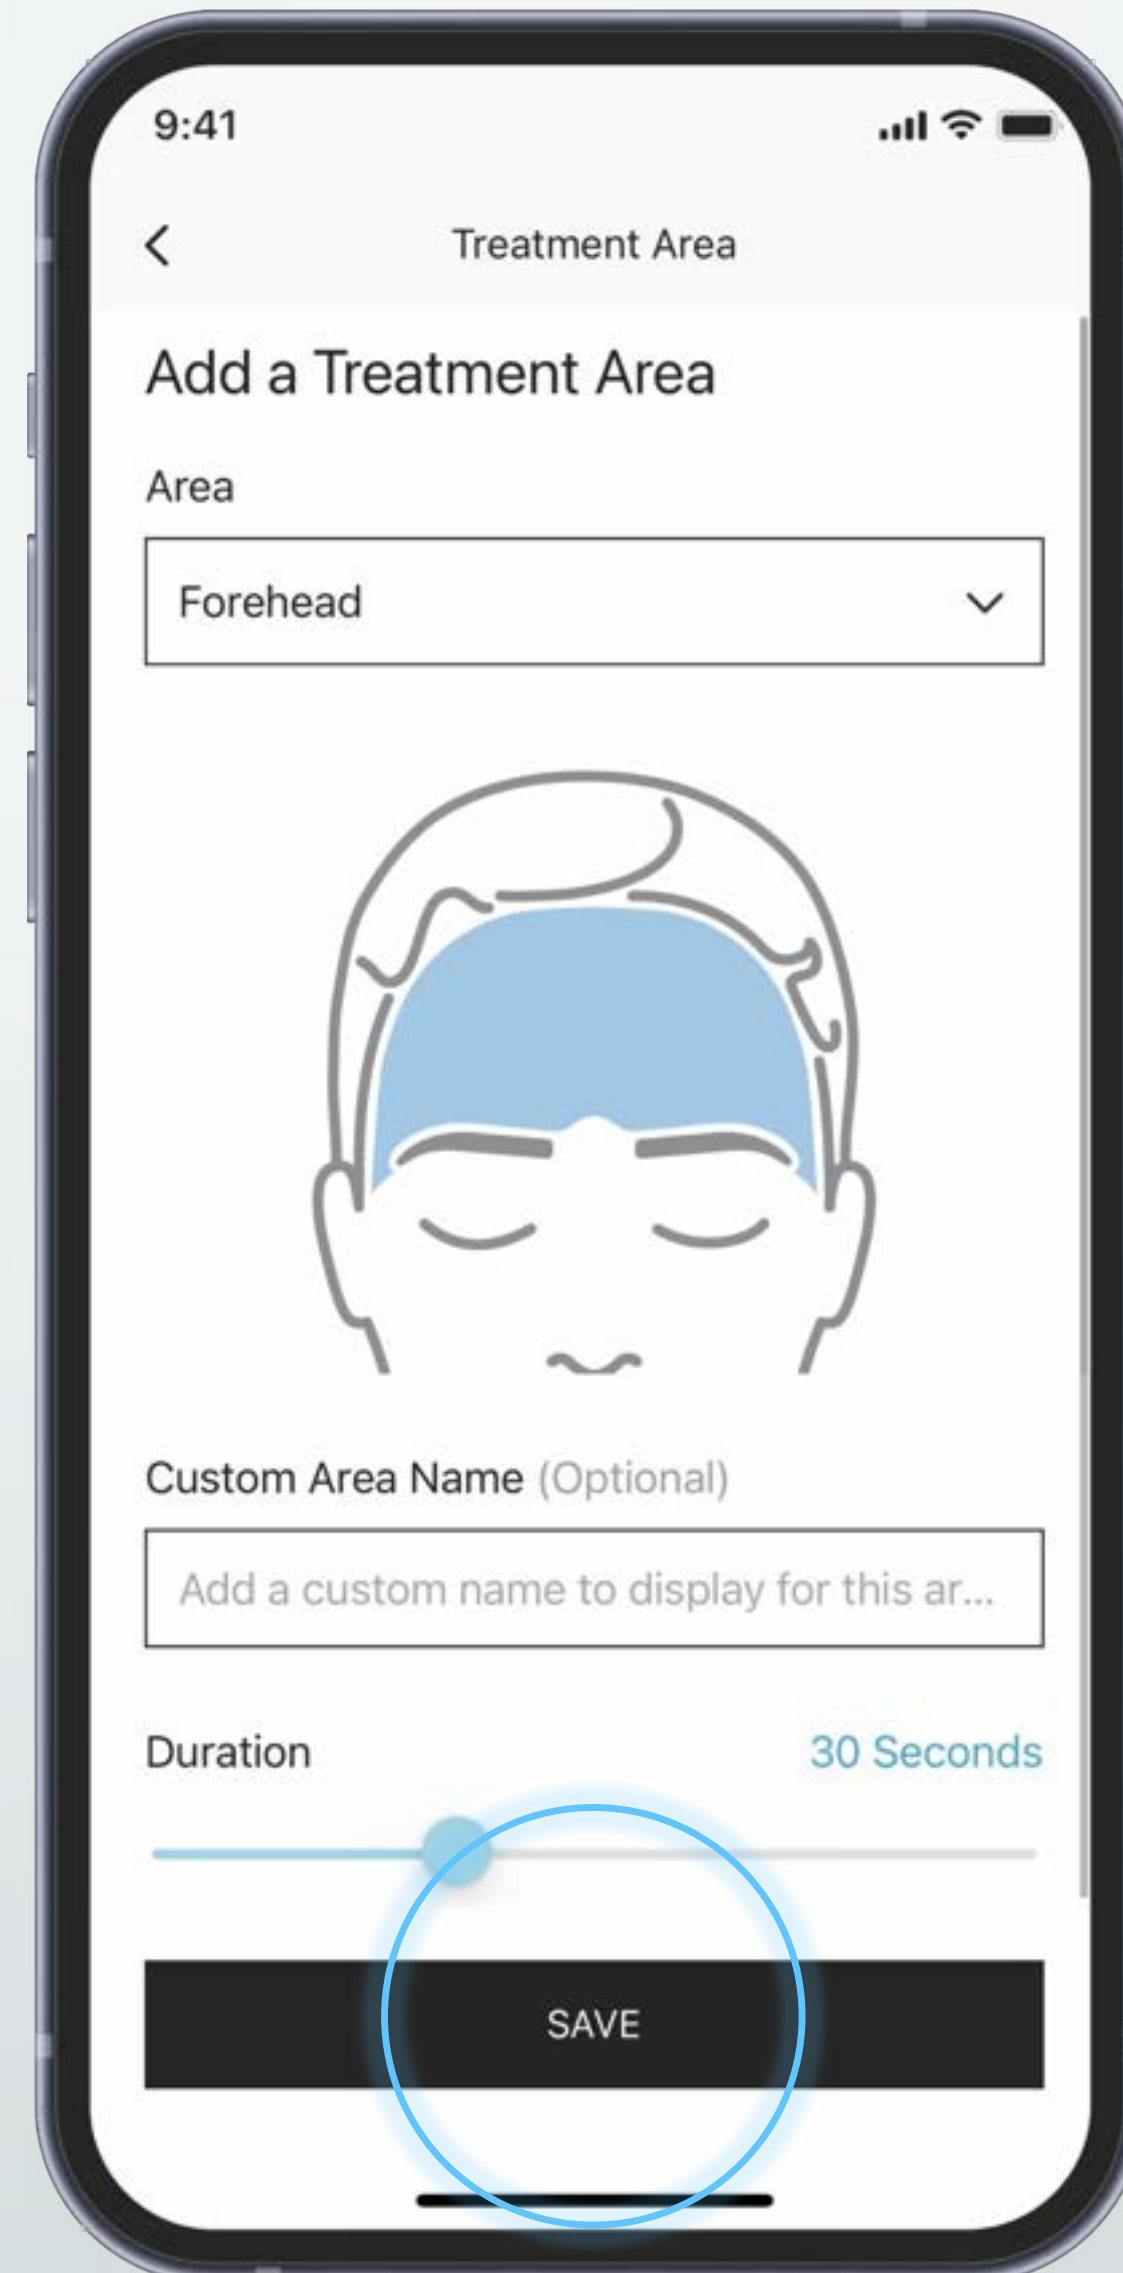 9:41
Treatment Area
Add a Treatment Area
Area
Forehead
Custom Area Name (Optional)
Add a custom name to display for this ar...
Duration 30 Seconds
SAVE